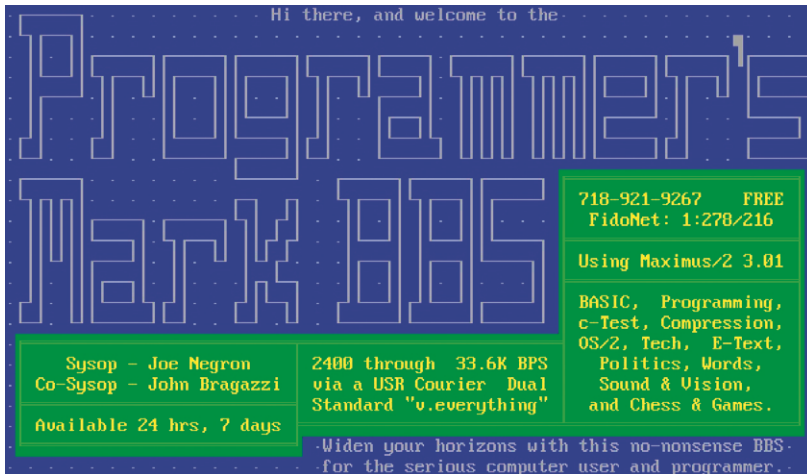 Hi there, and welcome to the
Programmer's
Mark BBS
718-921-9267 FREE
FidoNet: 1:278/216
Using Maximus/2 3.01
BASIC, Programming,
c-Test, Compression,
OS/2, Tech, E-Text,
Politics, Words,
Sound & Vision,
and Chess & Games.
Sysop - Joe Negron
Co-Sysop - John Bragazzi
Available 24 hrs, 7 days
2400 through 33.6K BPS
via a USR Courier Dual
Standard "v.everything"
Widen your horizons with this no-nonsense BBS
for the serious computer user and programmer.